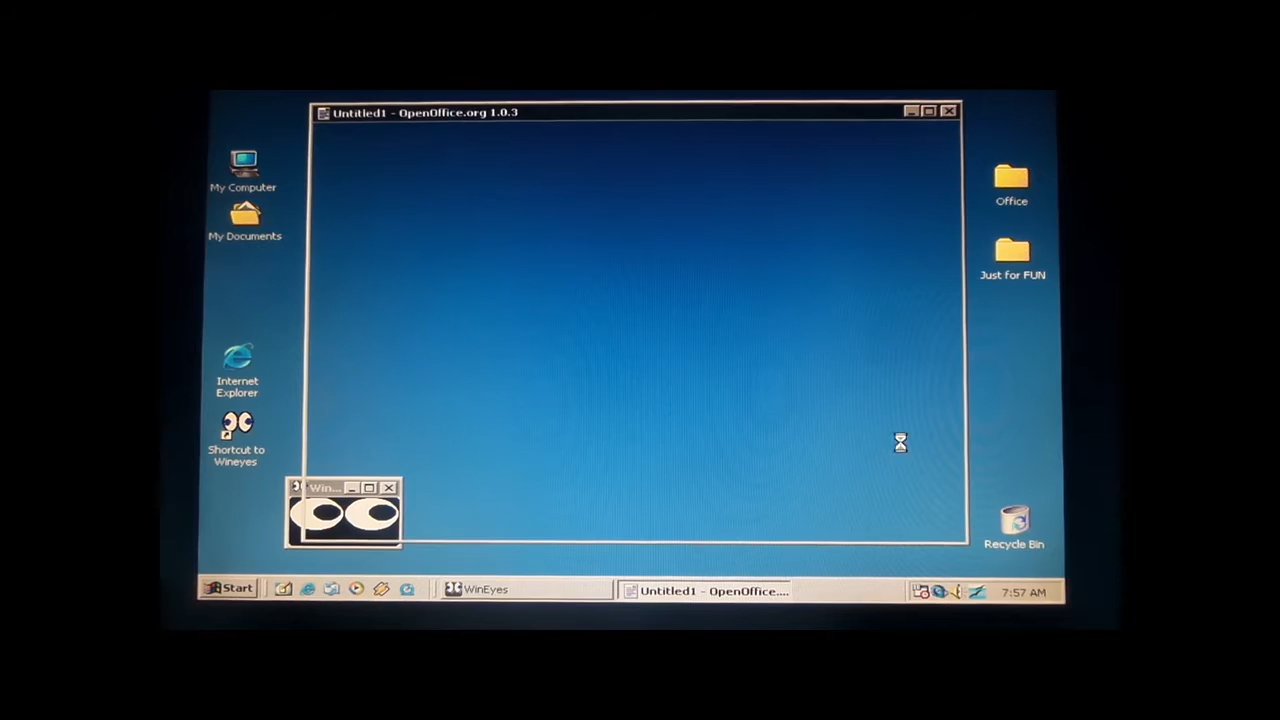 Untitled1 - OpenOffice.org 1.0.3
My Computer
My Documents
Office
Just for FUN
Internet
Explorer
Shortcut to
Wineyes
Win...
Recycle Bin
Start
WinEyes
Untitled1 - OpenOffice....
7:57 AM